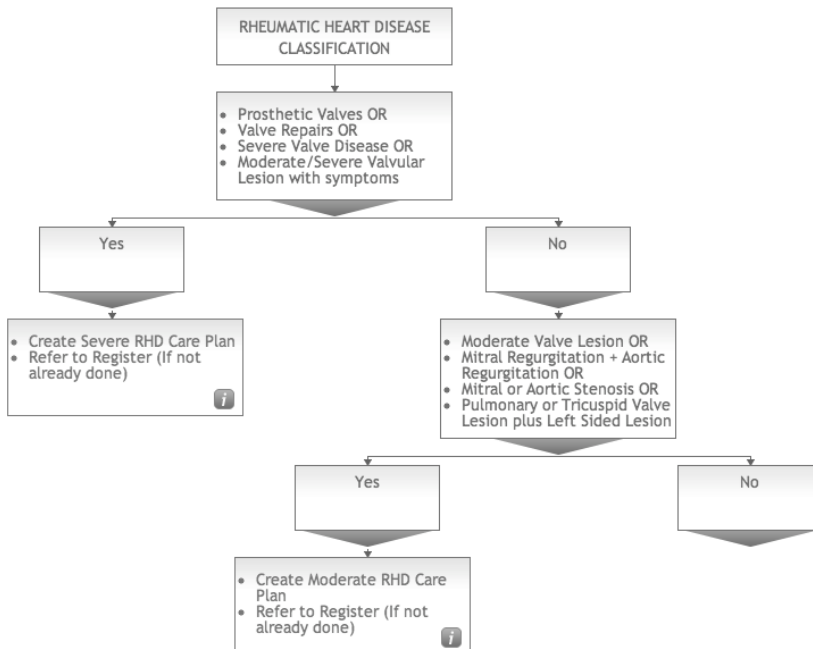 RHEUMATIC HEART DISEASE
CLASSIFICATION
• Prosthetic Valves OR
• Valve Repairs OR
• Severe Valve Disease OR
• Moderate/Severe Valvular
Lesion with symptoms
Yes
No
• Create Severe RHD Care Plan
• Refer to Register (If not
already done)
i
• Moderate Valve Lesion OR
• Mitral Regurgitation + Aortic
Regurgitation OR
• Mitral or Aortic Stenosis OR
• Pulmonary or Tricuspid Valve
Lesion plus Left Sided Lesion
Yes
No
• Create Moderate RHD Care
Plan
• Refer to Register (If not
already done)
i